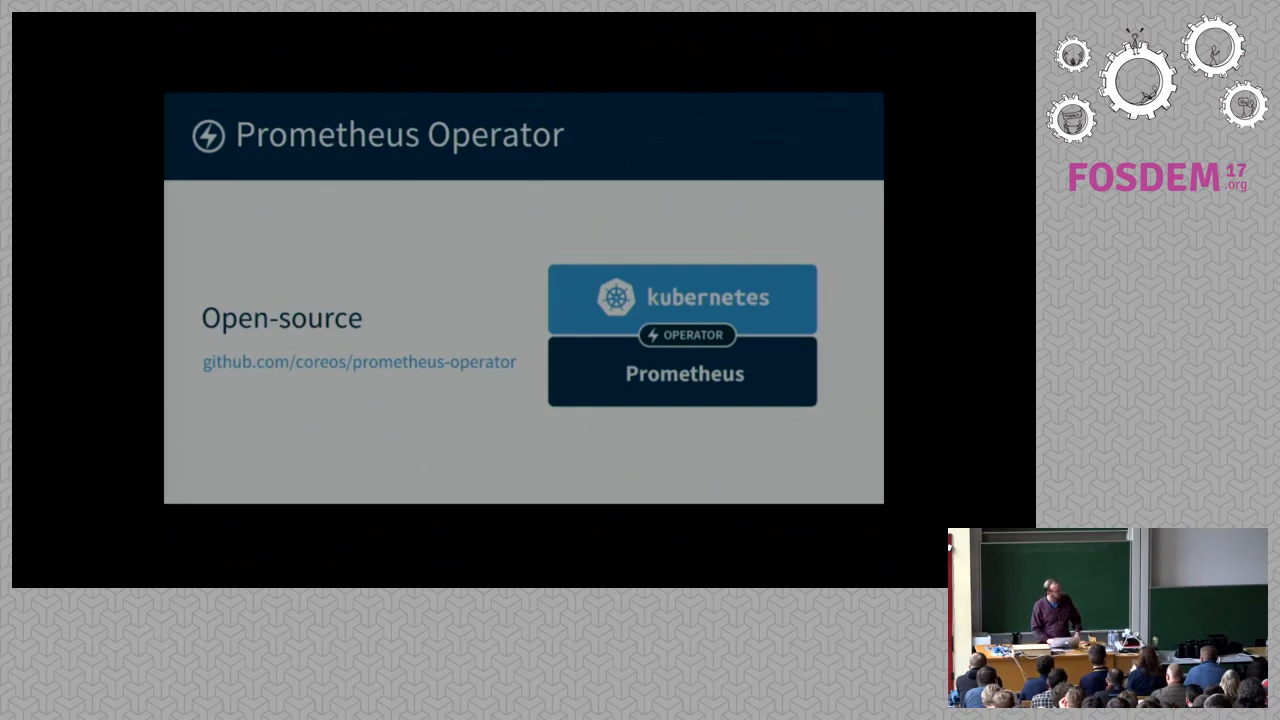 Prometheus Operator
Open-source
github.com/coreos/prometheus-operator
kubernetes
OPERATOR
Prometheus
FOSDEM 17
.org